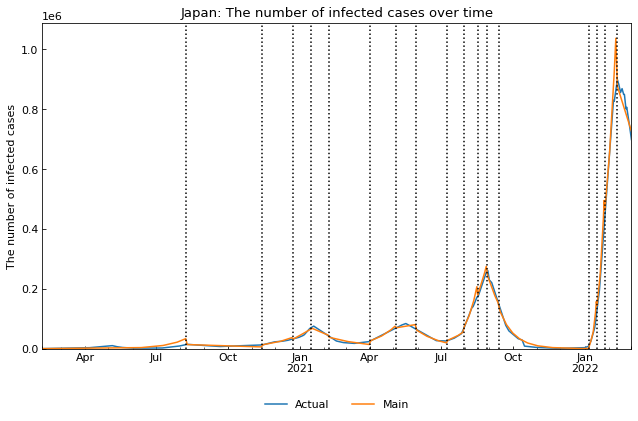 Japan: The number of infected cases over time
1e6
The number of infected cases
1.0
0.8
0.6
0.4
0.2
0.0
Apr Jul Oct Jan Apr Jul Oct Jan
2021 2022
Actual Main